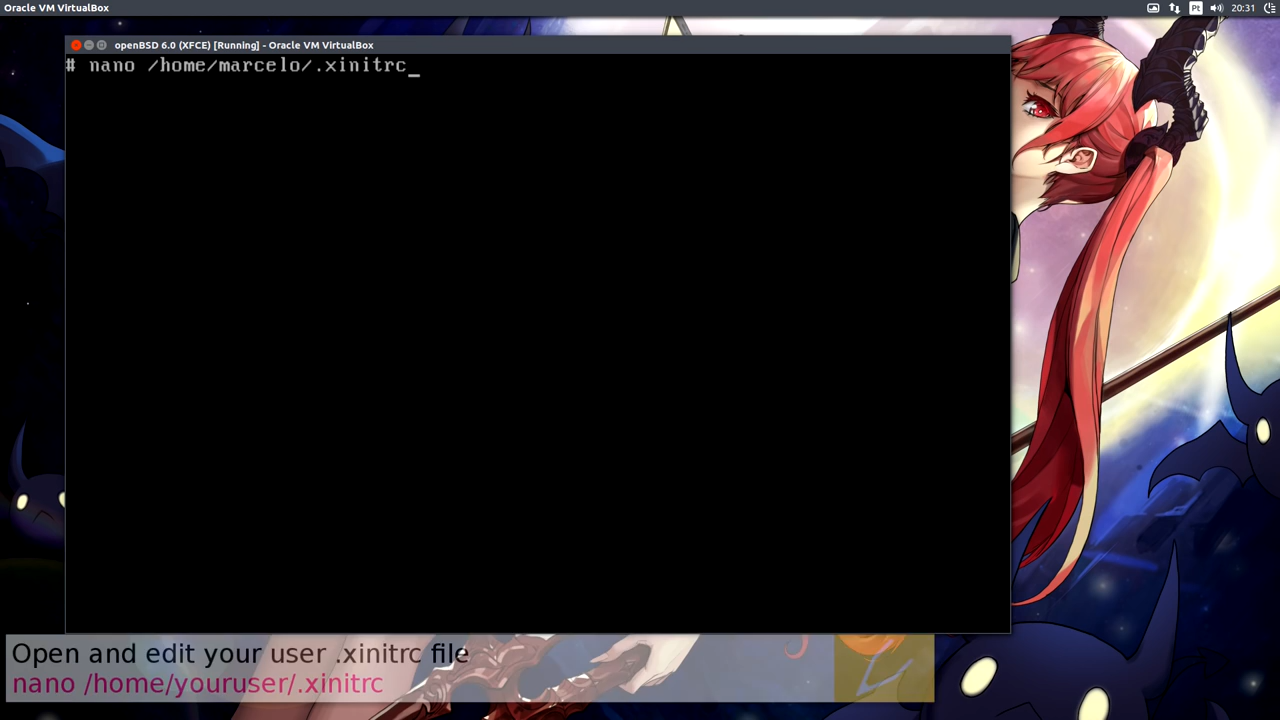 Oracle VM VirtualBox
Pt
20:31
openBSD 6.0 (XFCE) [Running] - Oracle VM VirtualBox
# nano /home/marcelo/.xinitrc_
Open and edit your user .xinitrc file
nano /home/youruser/.xinitrc